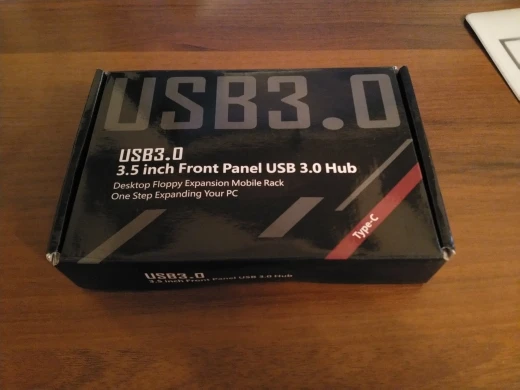 USB3.0
USB3.0
3.5 inch Front Panel USB 3.0 Hub
Desktop Floppy Expansion Mobile Rack
One Step Expanding Your PC
Type-C
USB3.0
3.5 inch Front Panel USB 3.0 Hub